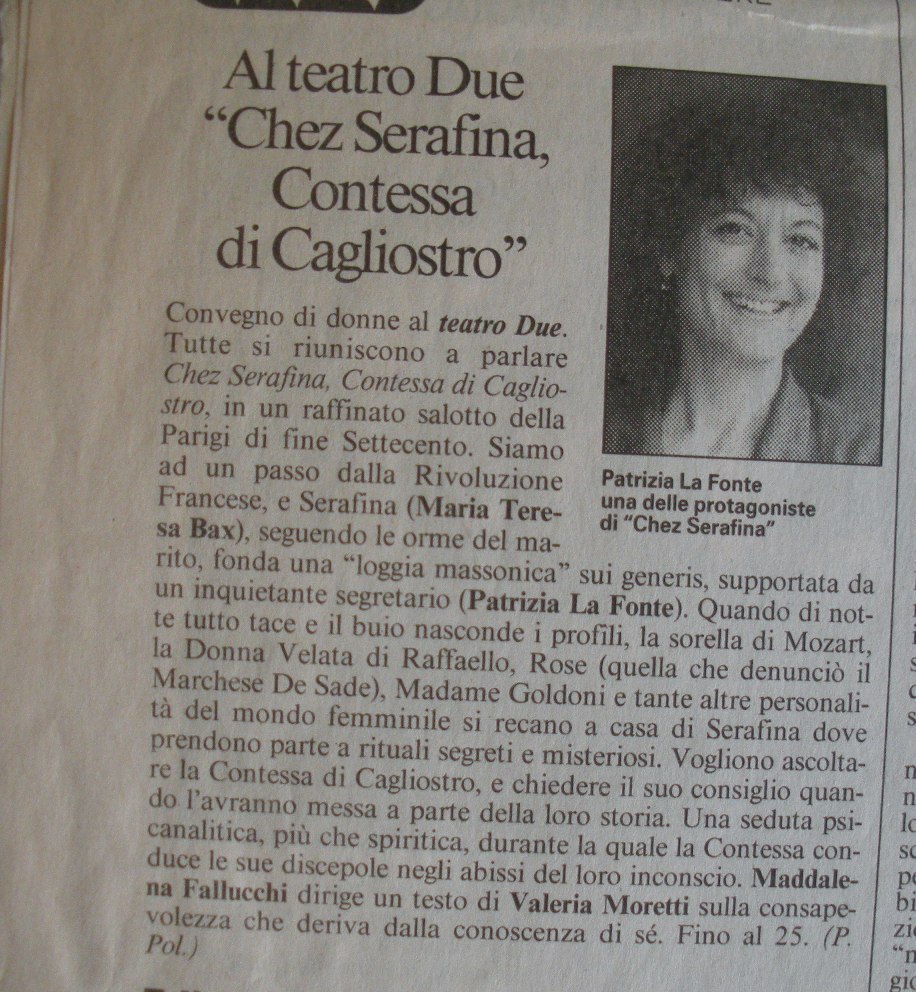 Al teatro Due
“Chez Serafina,
Contessa
di Cagliostro”
Convegno di donne al teatro Due.
Tutte si riuniscono a parlare
Chez Serafina, Contessa di Caglio-
stro, in un raffinato salotto della
Parigi di fine Settecento. Siamo
ad un passo dalla Rivoluzione
Francese, e Serafina (Maria Tere-
sa Bax), seguendo le orme del ma-
rito, fonda una “loggia massonica” sui generis, supportata da
un inquietante segretario (Patrizia La Fonte). Quando di not-
te tutto tace e il buio nasconde i profili, la sorella di Mozart,
la Donna Velata di Raffaello, Rose (quella che denunciò il
Marchese De Sade), Madame Goldoni e tante altre personali-
tà del mondo femminile si recano a casa di Serafina dove
prendono parte a rituali segreti e misteriosi. Vogliono ascolta-
re la Contessa di Cagliostro, e chiedere il suo consiglio quan-
do l’avranno messa a parte della loro storia. Una seduta psi-
canalitica, più che spiritica, durante la quale la Contessa con-
duce le sue discepole negli abissi del loro inconscio. Maddale-
na Fallucchi dirige un testo di Valeria Moretti sulla consape-
volezza che deriva dalla conoscenza di sé. Fino al 25. (P.
Pol.)
Patrizia La Fonte
una delle protagoniste
di “Chez Serafina”